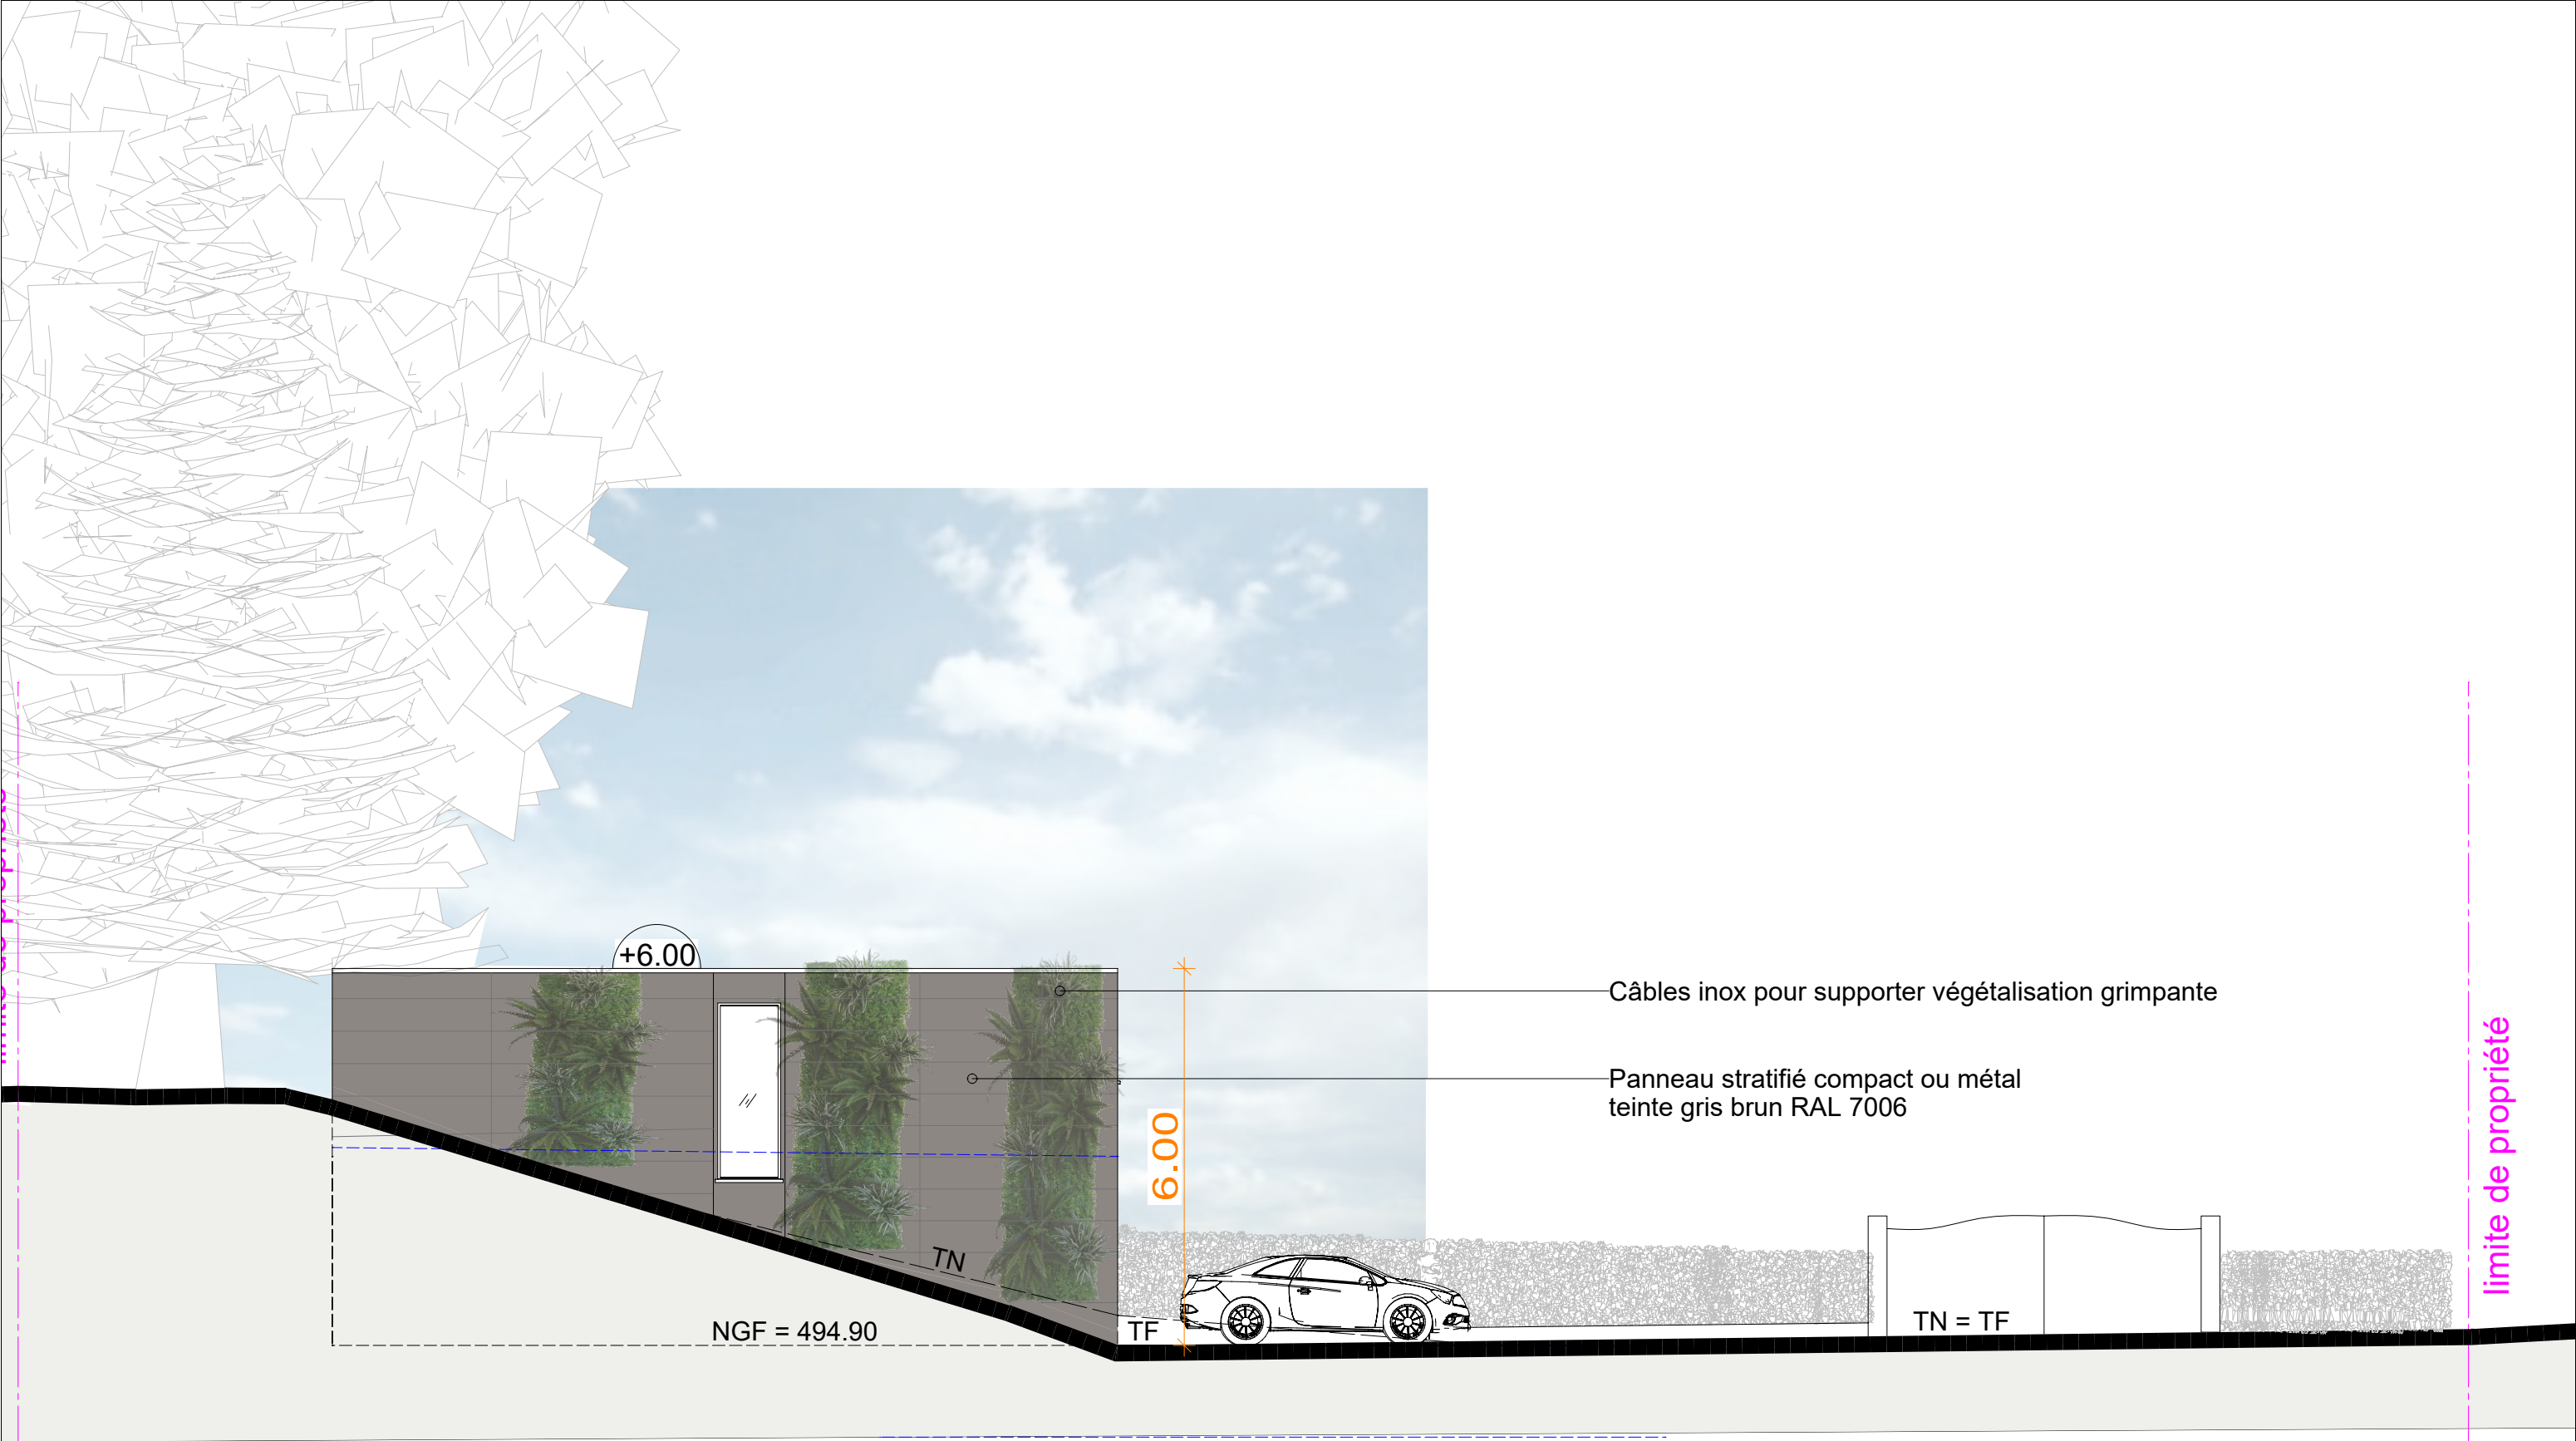 +6.00
Câbles inox pour supporter végétalisation grimpante
Panneau stratifié compact ou métal
teinte gris brun RAL 7006
6.00
limite de propriété
TN
NGF = 494.90
TF
TN = TF